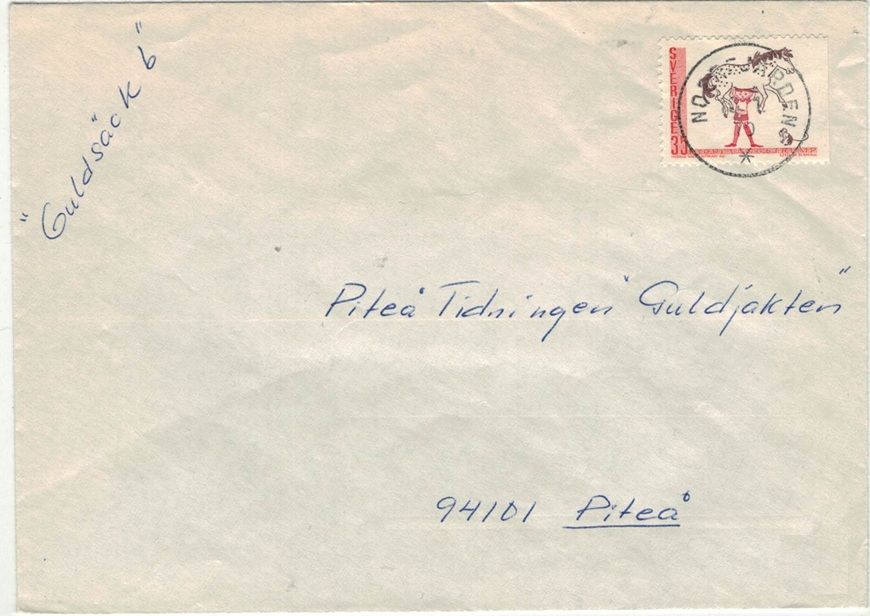 "Guldsäck 6"
SVERIGE 35
Piteå Tidningen "Guldjakten"
94101 Piteå